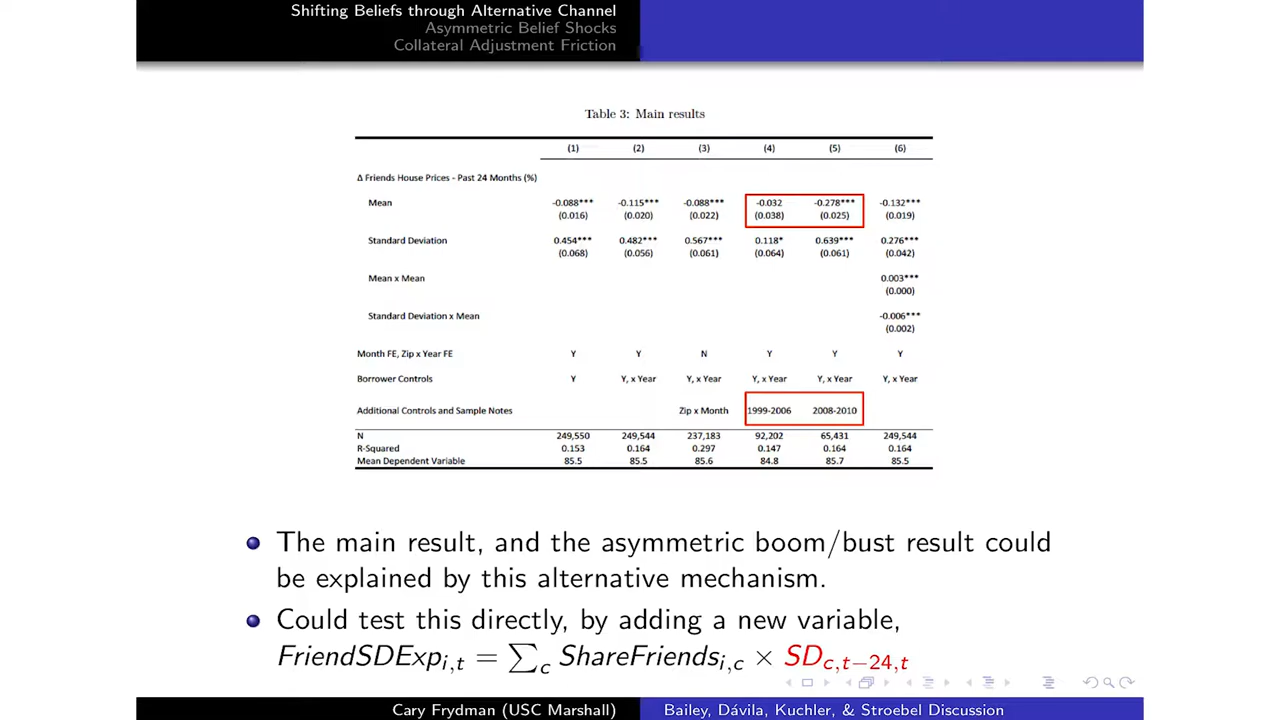 Shifting Beliefs through Alternative Channel
Asymmetric Belief Shocks
Collateral Adjustment Friction
Table 3: Main results
(1) (2) (3) (4) (5) (6)
Δ Friends House Prices - Past 24 Months (%)
Mean -0.088*** -0.115*** -0.088*** -0.032 -0.278*** -0.132***
(0.016) (0.020) (0.022) (0.038) (0.025) (0.019)
Standard Deviation 0.454*** 0.482*** 0.567*** 0.118* 0.639*** 0.276***
(0.068) (0.056) (0.061) (0.064) (0.061) (0.042)
Mean x Mean 0.003***
(0.000)
Standard Deviation x Mean -0.006***
(0.002)
Month FE, Zip x Year FE Y Y N Y Y Y
Borrower Controls Y Y, x Year Y, x Year Y, x Year Y, x Year Y, x Year
Additional Controls and Sample Notes Zip x Month 1999-2006 2008-2010
N 249,550 249,544 237,183 92,202 65,431 249,544
R-Squared 0.153 0.164 0.297 0.147 0.164 0.164
Mean Dependent Variable 85.5 85.5 85.6 84.8 85.7 85.5
The main result, and the asymmetric boom/bust result could
be explained by this alternative mechanism.
Could test this directly, by adding a new variable,
FriendSDExp_{i,t} = ∑_c ShareFriends_{i,c} × SD_{c,t−24,t}
Cary Frydman (USC Marshall) Bailey, Dávila, Kuchler, & Stroebel Discussion